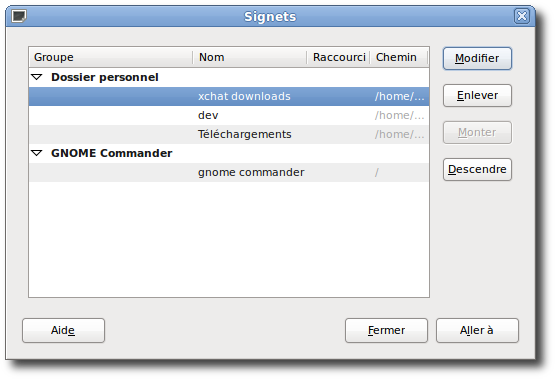 Signets
Groupe Nom Raccourci Chemin
Dossier personnel
xchat downloads /home/...
dev /home/...
Téléchargements /home/...
GNOME Commander
gnome commander /
Modifier
Enlever
Monter
Descendre
Aide Fermer Aller à